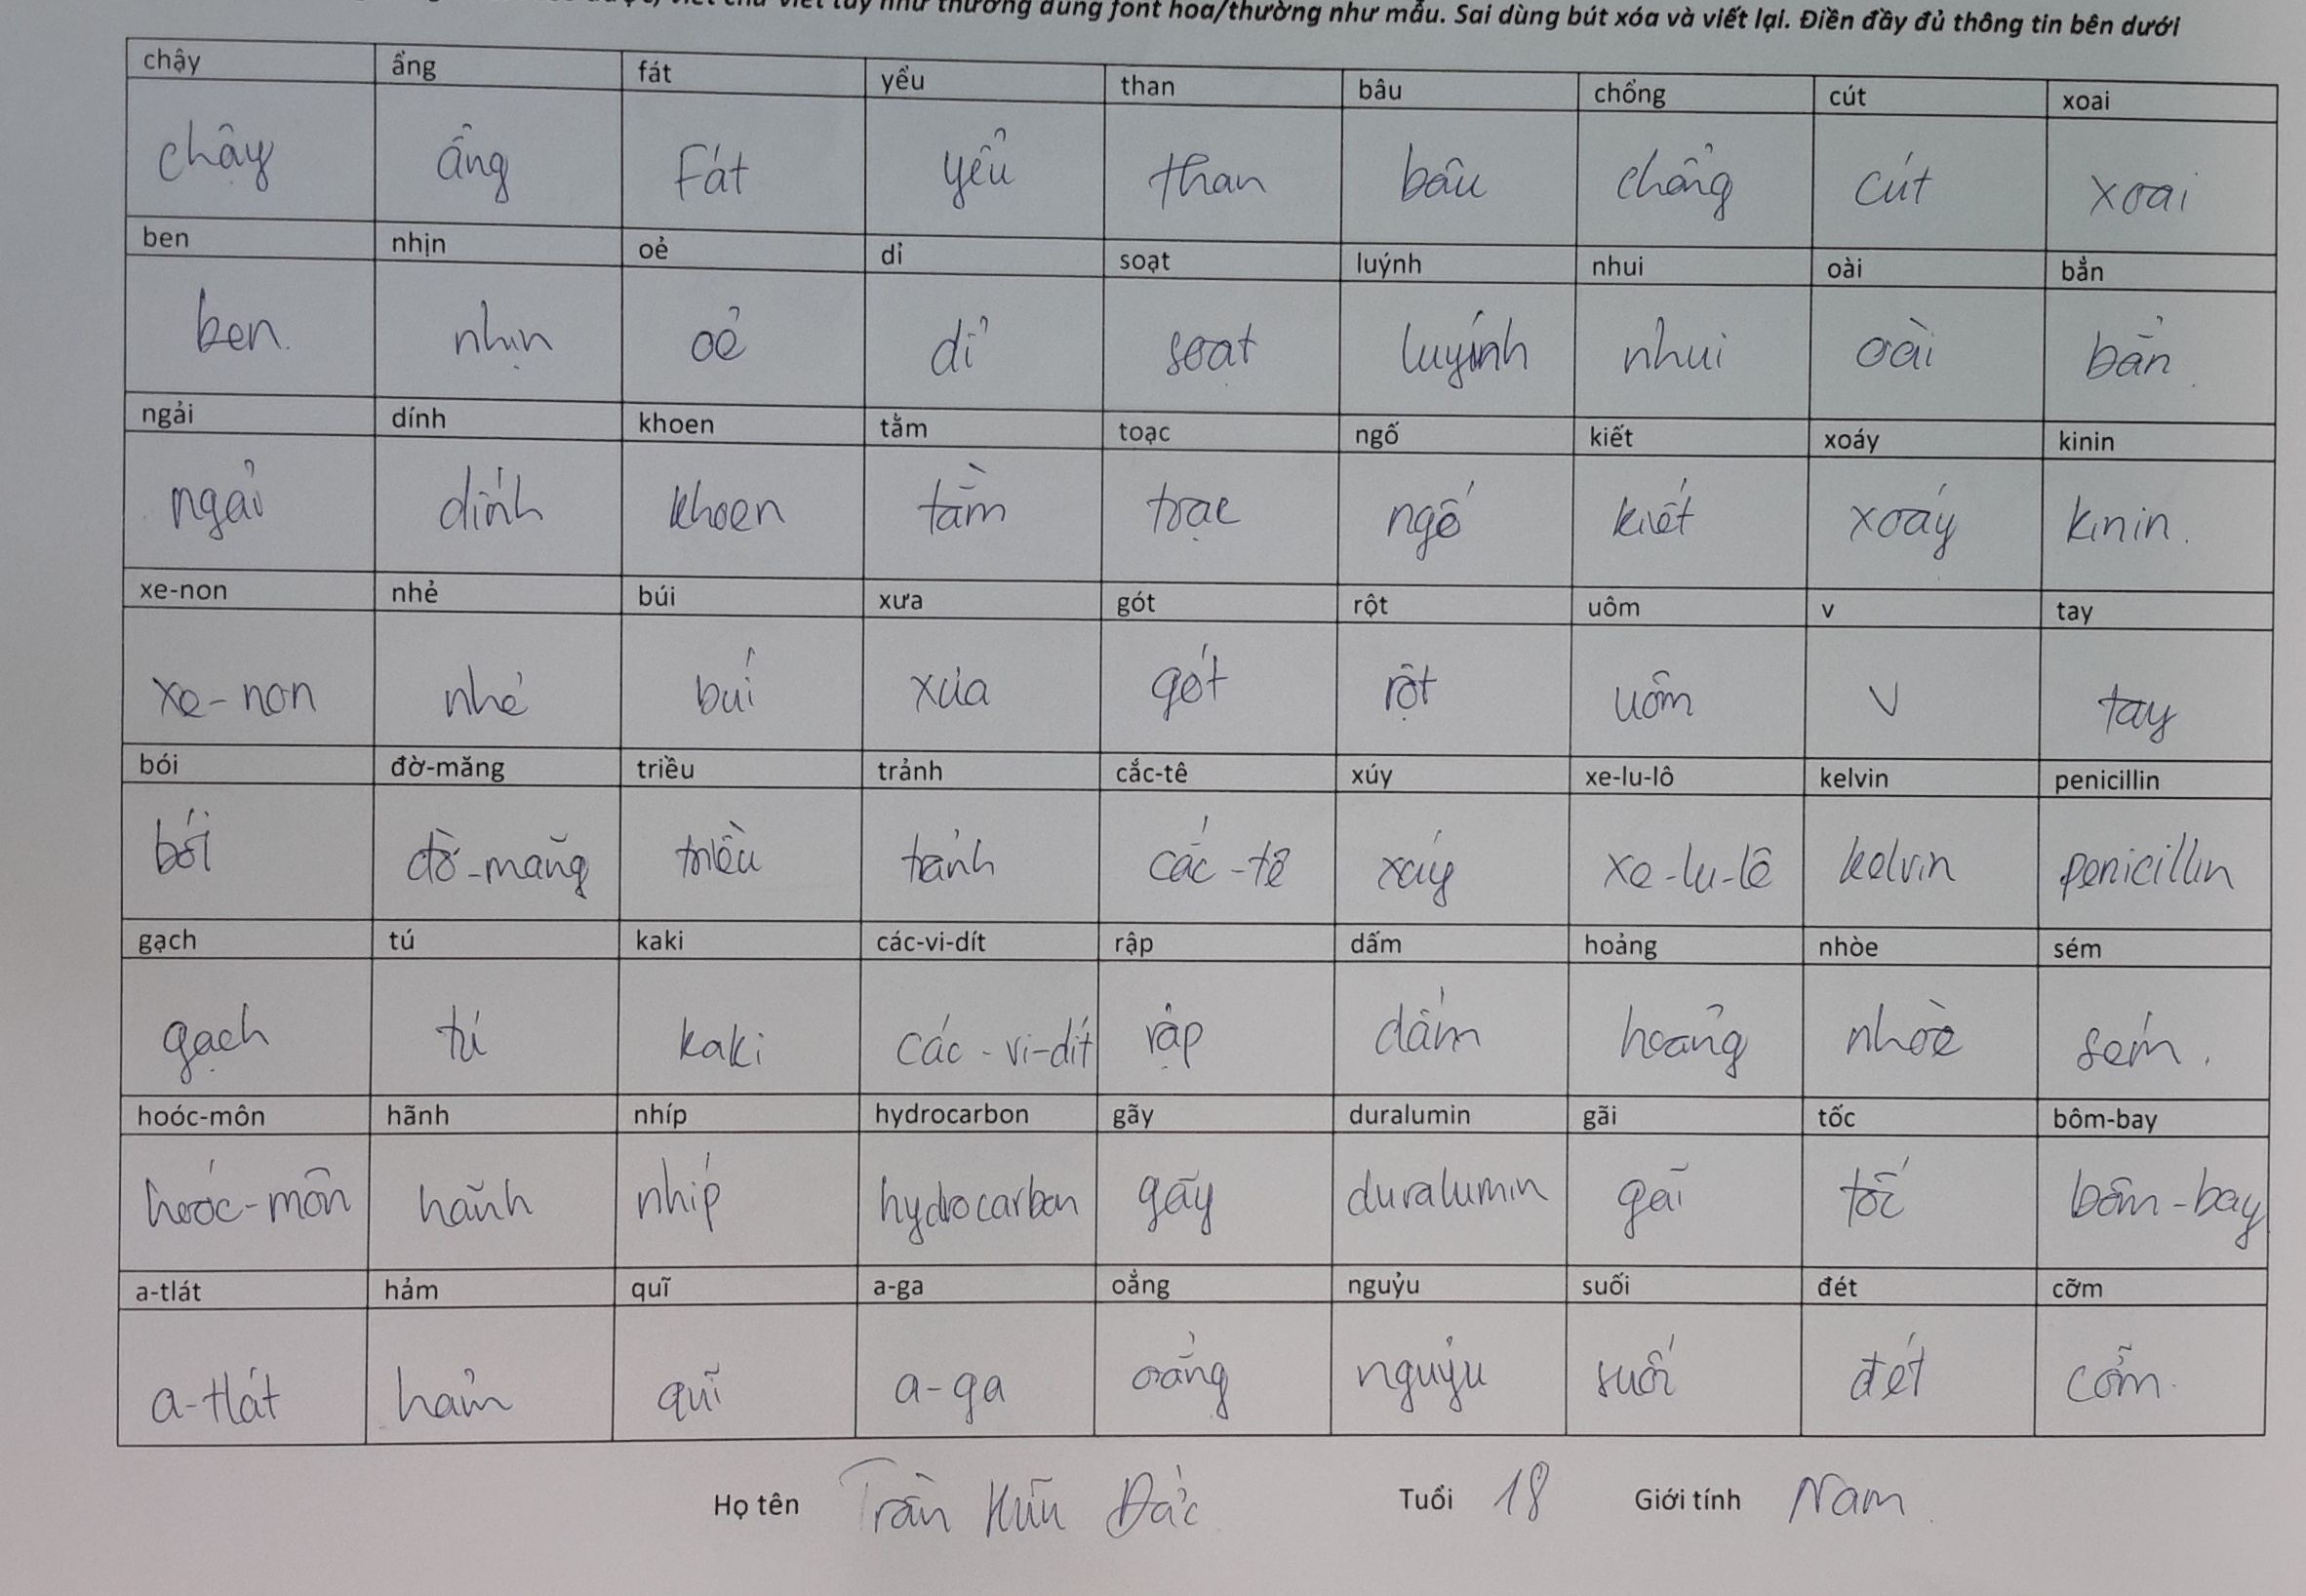 viết chữ viết tay như thường dùng font hoa/thường như mẫu. Sai dùng bút xóa và viết lại. Điền đầy đủ thông tin bên dưới
chậy ẩng fát yểu than bâu chổng cút xoai
chậy ẩng Fát yểu than bâu chổng cút xoai
ben nhịn oẻ dỉ soạt luýnh nhui oài bẳn
ben nhịn oẻ dỉ soạt luýnh nhui oài bẳn
ngải dính khoen tằm toạc ngố kiết xoáy kinin
ngải dính khoen tằm toạc ngố kiết xoáy kinin.
xe-non nhẻ búi xưa gót rột uôm v tay
xe-non nhẻ búi xưa gót rột uôm v tay
bói đờ-măng triều trảnh cắc-tê xúy xe-lu-lô kelvin penicillin
bói đờ-măng triều trảnh cắc-tê xúy xe-lu-lô kelvin penicillin
gạch tú kaki các-vi-dít rập dấm hoảng nhòe sém
gạch tú kaki các-vi-dít rập dấm hoảng nhòe sém.
hoóc-môn hãnh nhíp hydrocarbon gãy duralumin gãi tốc bôm-bay
hoóc-môn hãnh nhíp hydrocarbon gãy duralumin gãi tốc bôm-bay
a-tlát hảm quĩ a-ga oẳng nguỷu suối đét cỡm
a-tlát hảm quĩ a-ga oẳng nguỷu suối đét cỡm.
Họ tên Trần Hữu Đắc Tuổi 18 Giới tính Nam